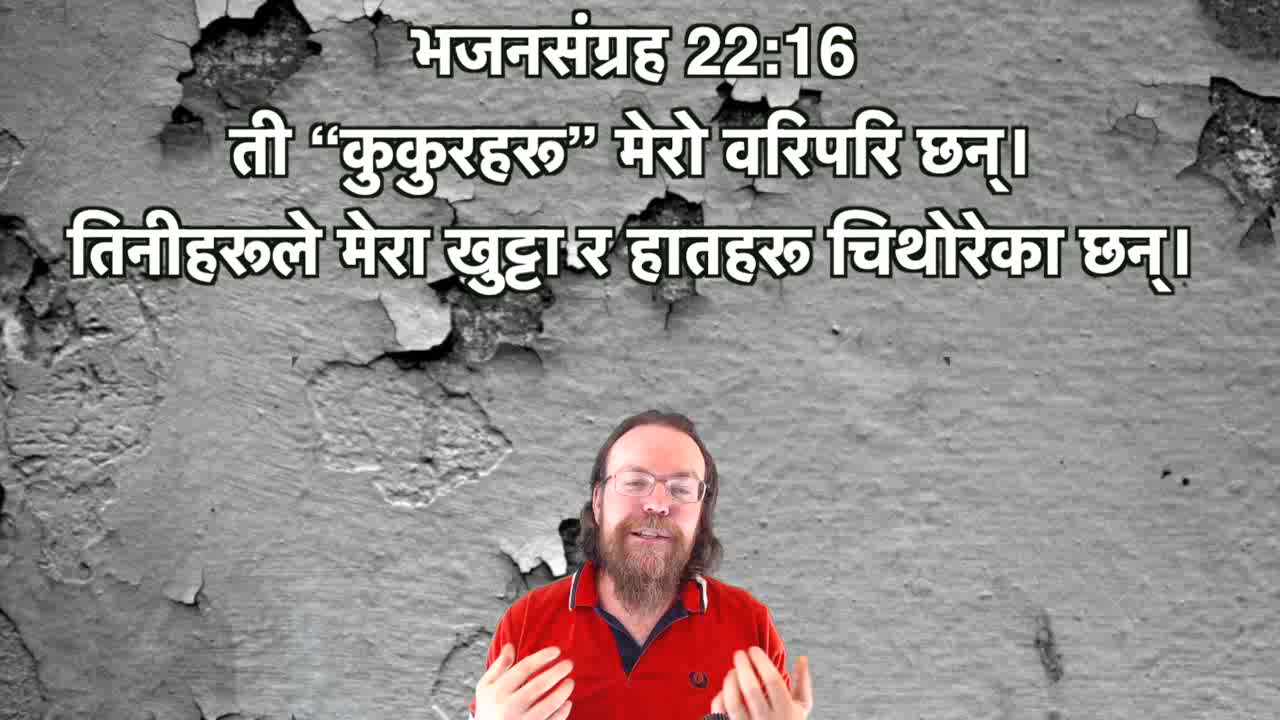 भजनसंग्रह 22:16
ती “कुकुरहरू” मेरो वरिपरि छन्।
तिनीहरूले मेरा खुट्टा र हातहरू चिथोरेका छन्।